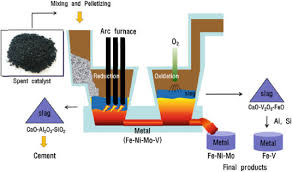 Mixing and Pelletizing
Arc furnace
O₂
Spent catalyst
Reduction
Oxidation
slag
slag
CaO-Al₂O₃-SiO₂
Cement
Metal
(Fe-Ni-Mo-V)
slag
CaO-V₂O₅-FeO
Al, Si
Metal
Metal
Fe-Ni-Mo
Fe-V
Final products